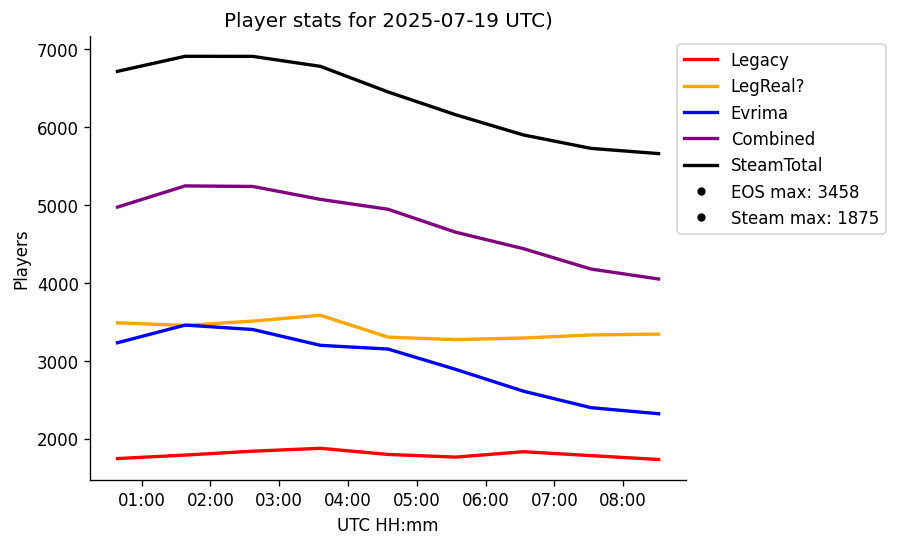 Player stats for 2025-07-19 UTC)
7000
6000
5000
4000
3000
2000
Players
01:00 02:00 03:00 04:00 05:00 06:00 07:00 08:00
UTC HH:mm
Legacy
LegReal?
Evrima
Combined
SteamTotal
EOS max: 3458
Steam max: 1875